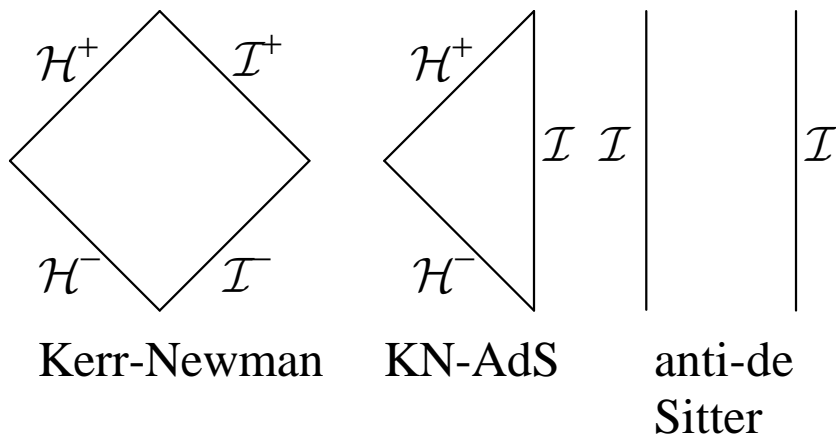 ℋ⁺ ℐ⁺ ℋ⁺
ℐ ℐ ℐ
ℋ⁻ ℐ⁻ ℋ⁻
Kerr-Newman KN-AdS anti-de
Sitter